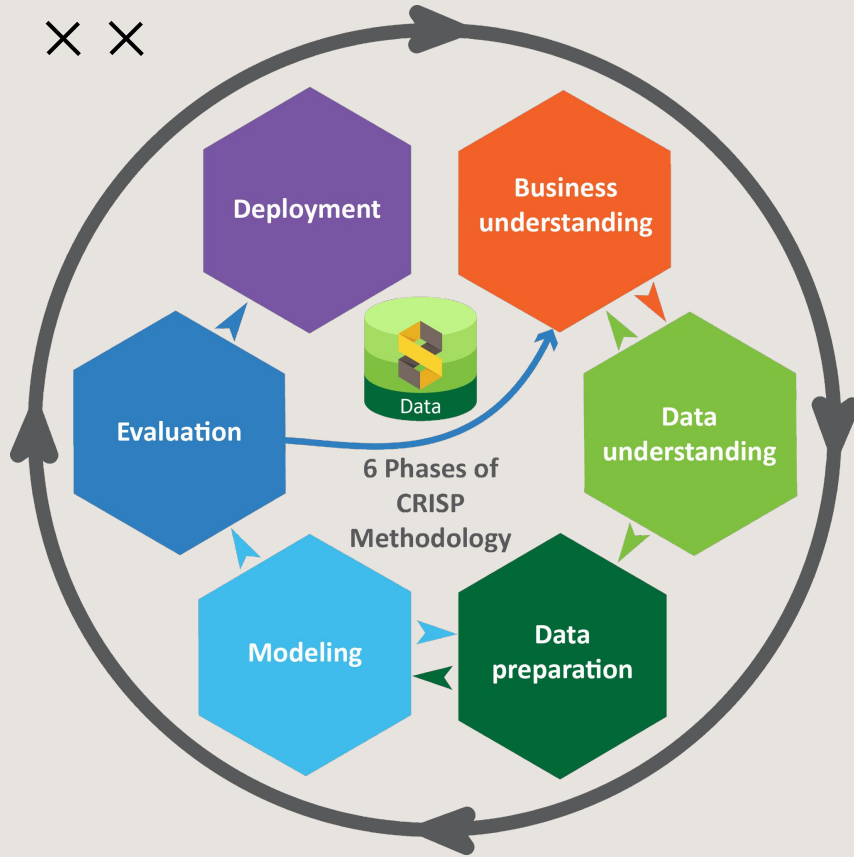 Business
understanding
Data
understanding
Data
preparation
Modeling
Evaluation
Deployment
Data
6 Phases of
CRISP
Methodology